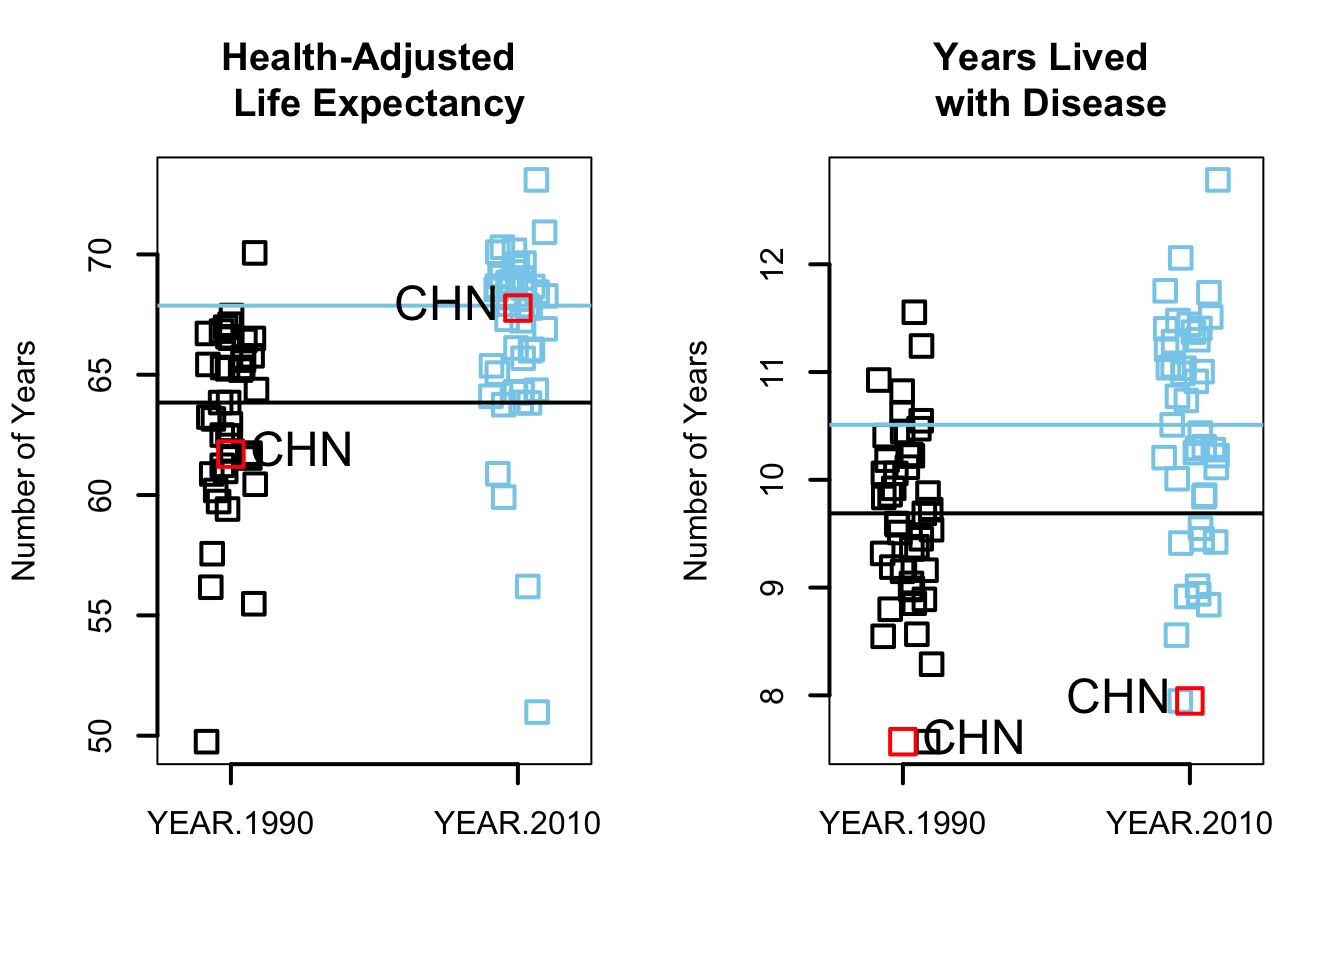 Health-Adjusted
Life Expectancy
Number of Years
70
65
60
55
50
CHN
CHN
YEAR.1990
YEAR.2010
Years Lived
with Disease
Number of Years
12
11
10
9
8
CHN
CHN
YEAR.1990
YEAR.2010